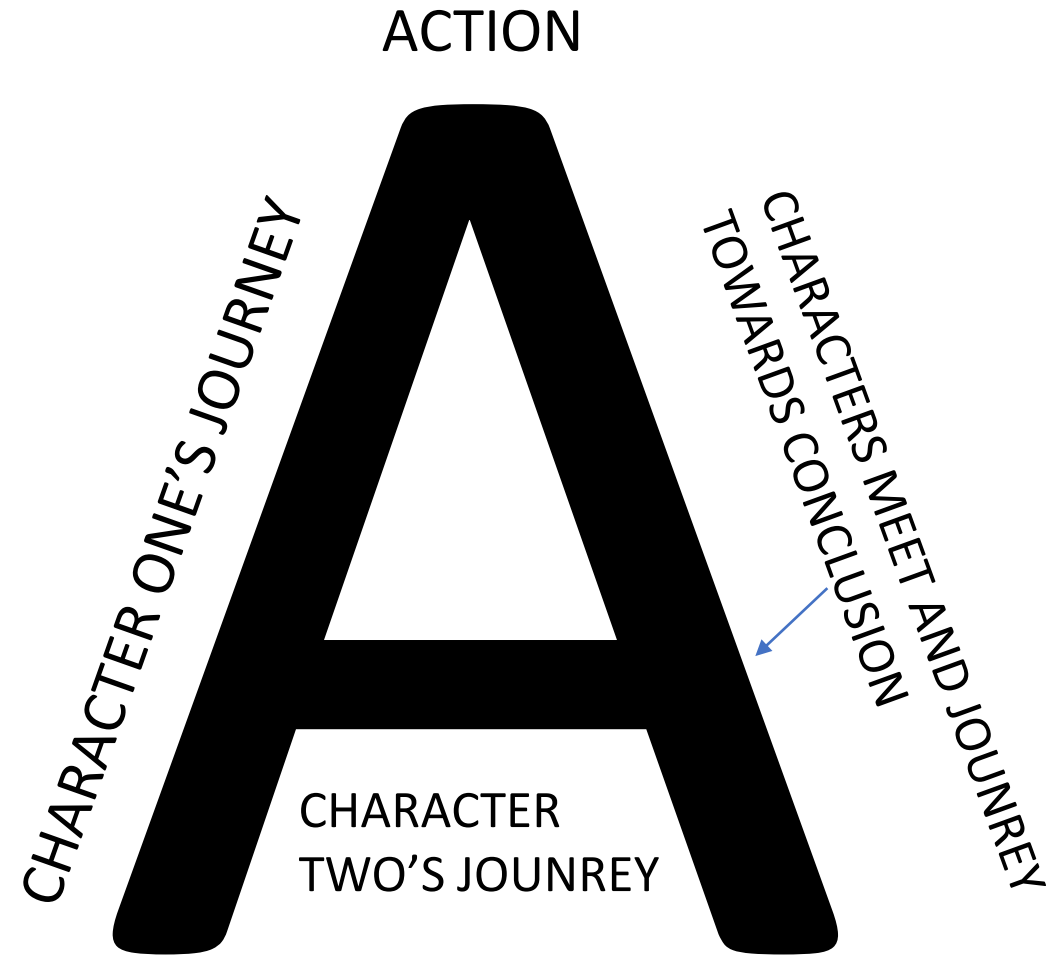 ACTION
A
CHARACTER ONE’S JOURNEY
CHARACTERS MEET AND JOUNREY
TOWARDS CONCLUSION
CHARACTER
TWO’S JOUNREY